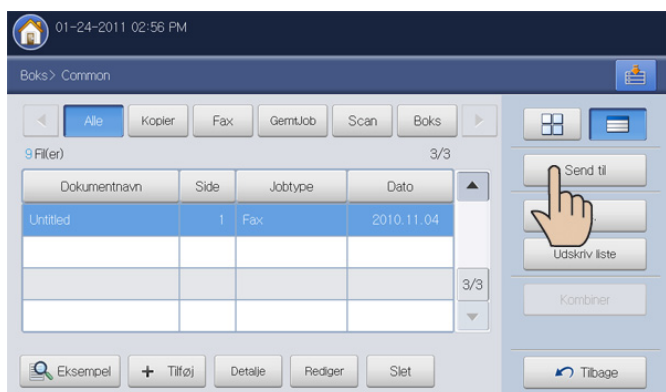 01-24-2011 02:56 PM
Boks> Common
Alle Kopier Fax GemtJob Scan Boks
9 Fil(er) 3/3
Dokumentnavn Side Jobtype Dato
Untitled 1 Fax 2010.11.04
3/3
Eksempel + Tilføj Detalje Rediger Slet
Send til
Udskriv liste
Kombiner
Tilbage